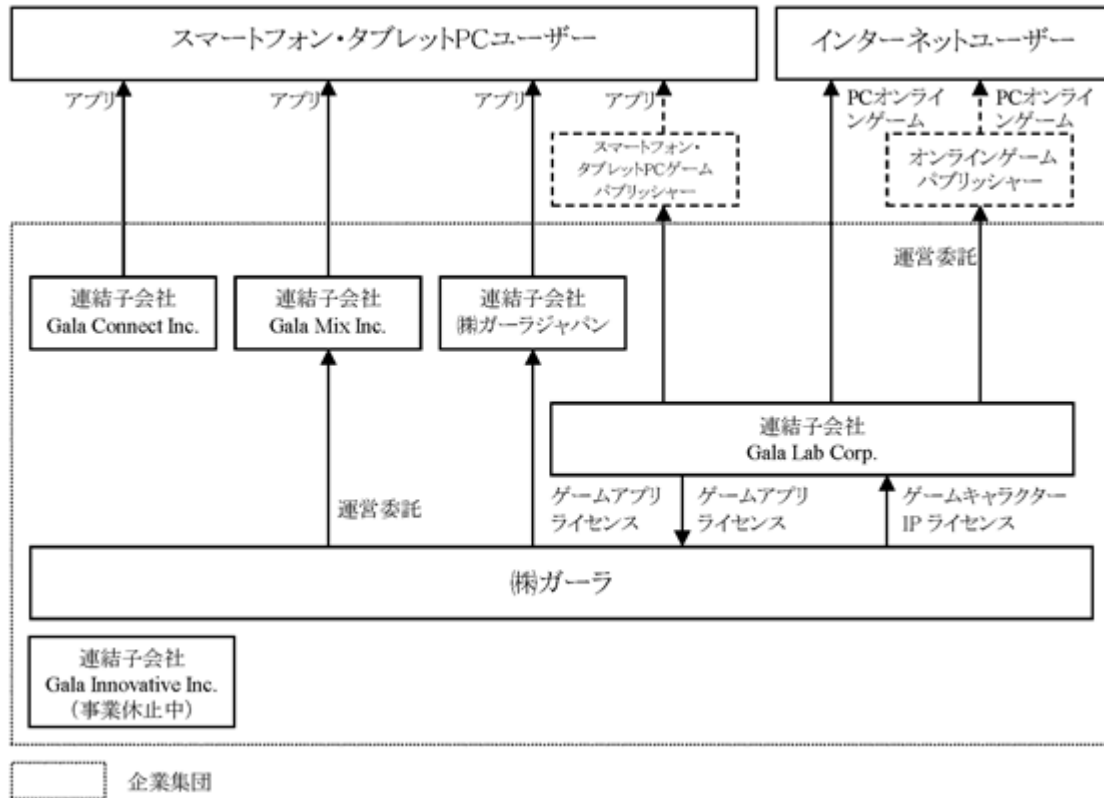 スマートフォン・タブレットPCユーザー
インターネットユーザー
アプリ
アプリ
アプリ
アプリ
PCオンライ
ンゲーム
PCオンライ
ンゲーム
スマートフォン・
タブレットPCゲーム
パブリッシャー
オンラインゲーム
パブリッシャー
運営委託
連結子会社
Gala Connect Inc.
連結子会社
Gala Mix Inc.
連結子会社
㈱ガーラジャパン
連結子会社
Gala Lab Corp.
運営委託
ゲームアプリ
ライセンス
ゲームアプリ
ライセンス
ゲームキャラクター
IP ライセンス
㈱ガーラ
連結子会社
Gala Innovative Inc.
（事業休止中）
企業集団